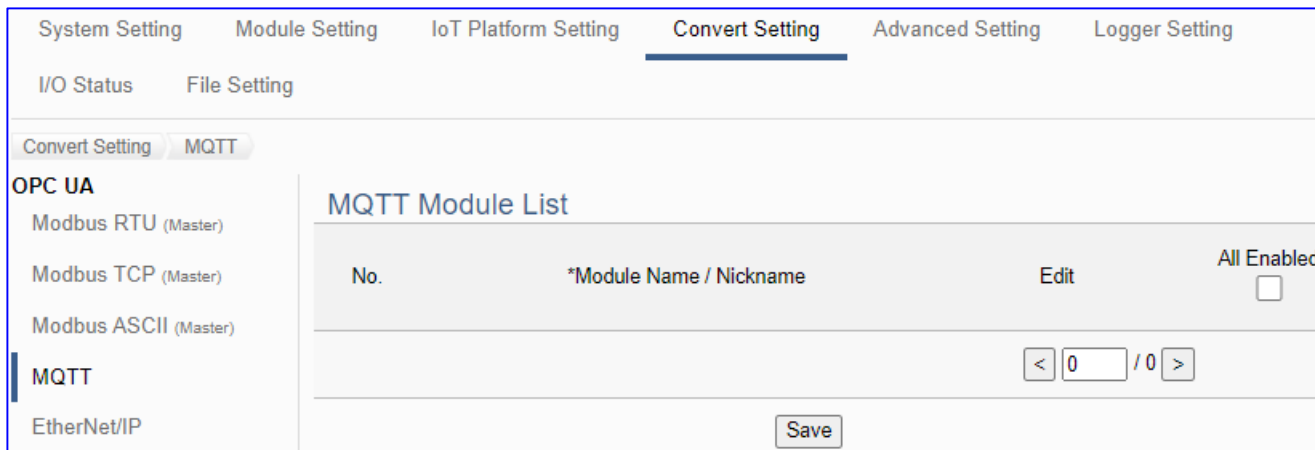 System Setting Module Setting IoT Platform Setting Convert Setting Advanced Setting Logger Setting
I/O Status File Setting
Convert Setting MQTT
OPC UA
Modbus RTU (Master)
Modbus TCP (Master)
Modbus ASCII (Master)
MQTT
EtherNet/IP
MQTT Module List
No. *Module Name / Nickname Edit All Enabled
< 0 / 0 >
Save